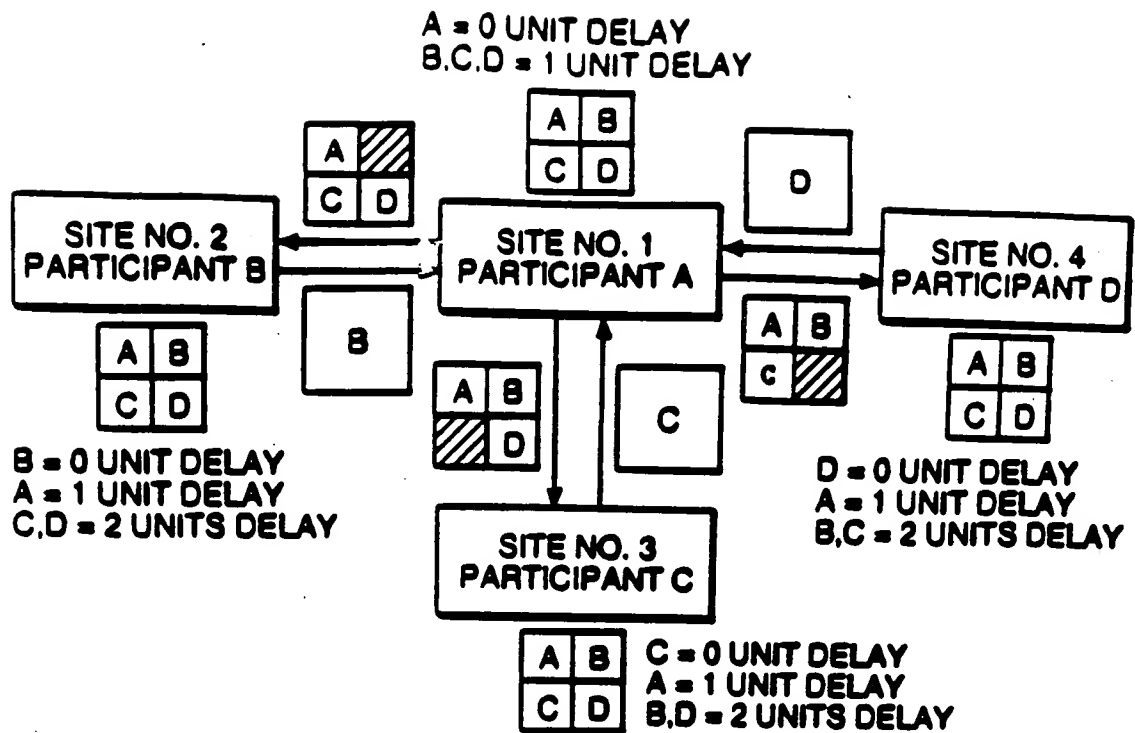 A = 0 UNIT DELAY
B,C,D = 1 UNIT DELAY
A B
C D
A
C D
D
SITE NO. 2
PARTICIPANT B
SITE NO. 1
PARTICIPANT A
SITE NO. 4
PARTICIPANT D
B
A B
C D
A B
D
C
A B
C
A B
C D
B = 0 UNIT DELAY
A = 1 UNIT DELAY
C,D = 2 UNITS DELAY
D = 0 UNIT DELAY
A = 1 UNIT DELAY
B,C = 2 UNITS DELAY
SITE NO. 3
PARTICIPANT C
A B
C D
C = 0 UNIT DELAY
A = 1 UNIT DELAY
B,D = 2 UNITS DELAY